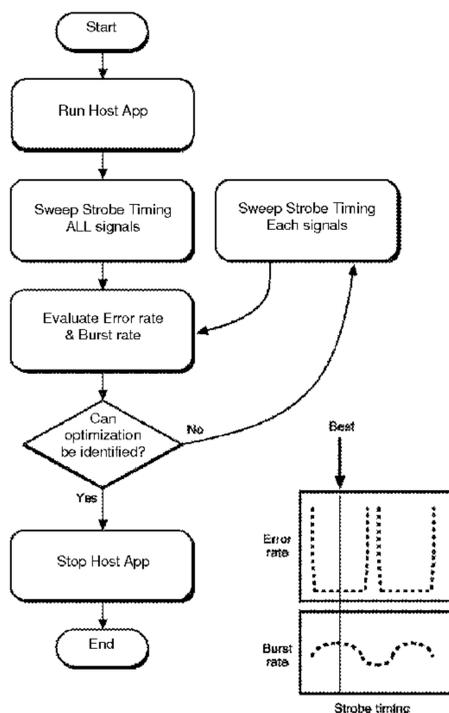 Start
Run Host App
Sweep Strobe Timing
ALL signals
Sweep Strobe Timing
Each signals
Evaluate Error rate
& Burst rate
Can
optimization
be identified?
No
Yes
Stop Host App
End
Best
Error
rate
Burst
rate
Strobe timing